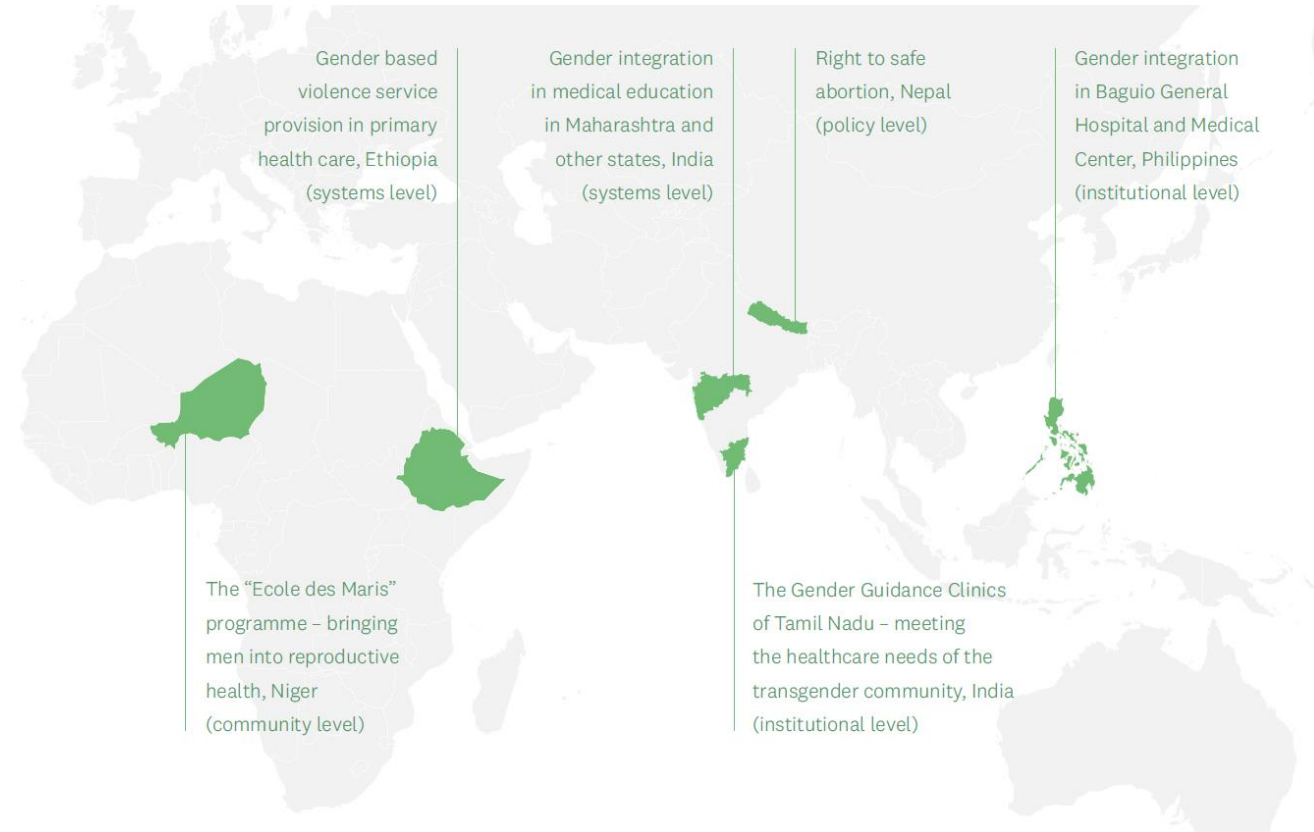 Gender based
violence service
provision in primary
health care, Ethiopia
(systems level)
Gender integration
in medical education
in Maharashtra and
other states, India
(systems level)
Right to safe
abortion, Nepal
(policy level)
Gender integration
in Baguio General
Hospital and Medical
Center, Philippines
(institutional level)
The “Ecole des Maris”
programme – bringing
men into reproductive
health, Niger
(community level)
The Gender Guidance Clinics
of Tamil Nadu – meeting
the healthcare needs of the
transgender community, India
(institutional level)